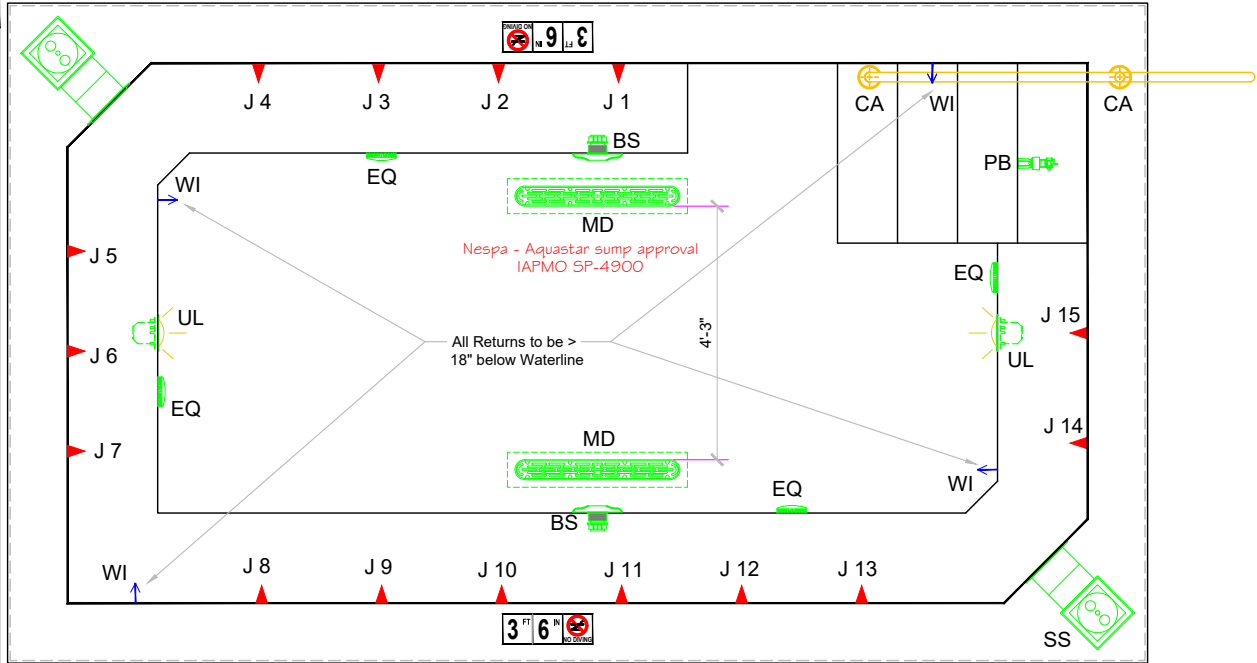 NO DIVING
3 FT 6 IN
J 4
J 3
J 2
J 1
CA
WI
CA
BS
PB
EQ
WI
MD
Nespa - Aquastar sump approval
IAPMO SP-4900
J 5
EQ
UL
J 15
4'-3"
All Returns to be >
18" below Waterline
J 6
UL
EQ
J 7
MD
J 14
EQ
WI
BS
WI
J 8
J 9
J 10
J 11
J 12
J 13
3 FT 6 IN
NO DIVING
SS